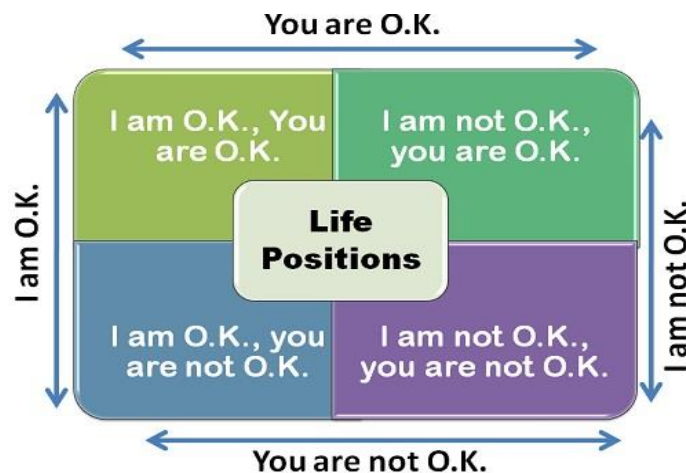 You are O.K.
I am O.K.
I am O.K., You
are O.K.
I am not O.K.,
you are O.K.
Life
Positions
I am O.K., you
are not O.K.
I am not O.K.,
you are not O.K.
I am not O.K.
You are not O.K.